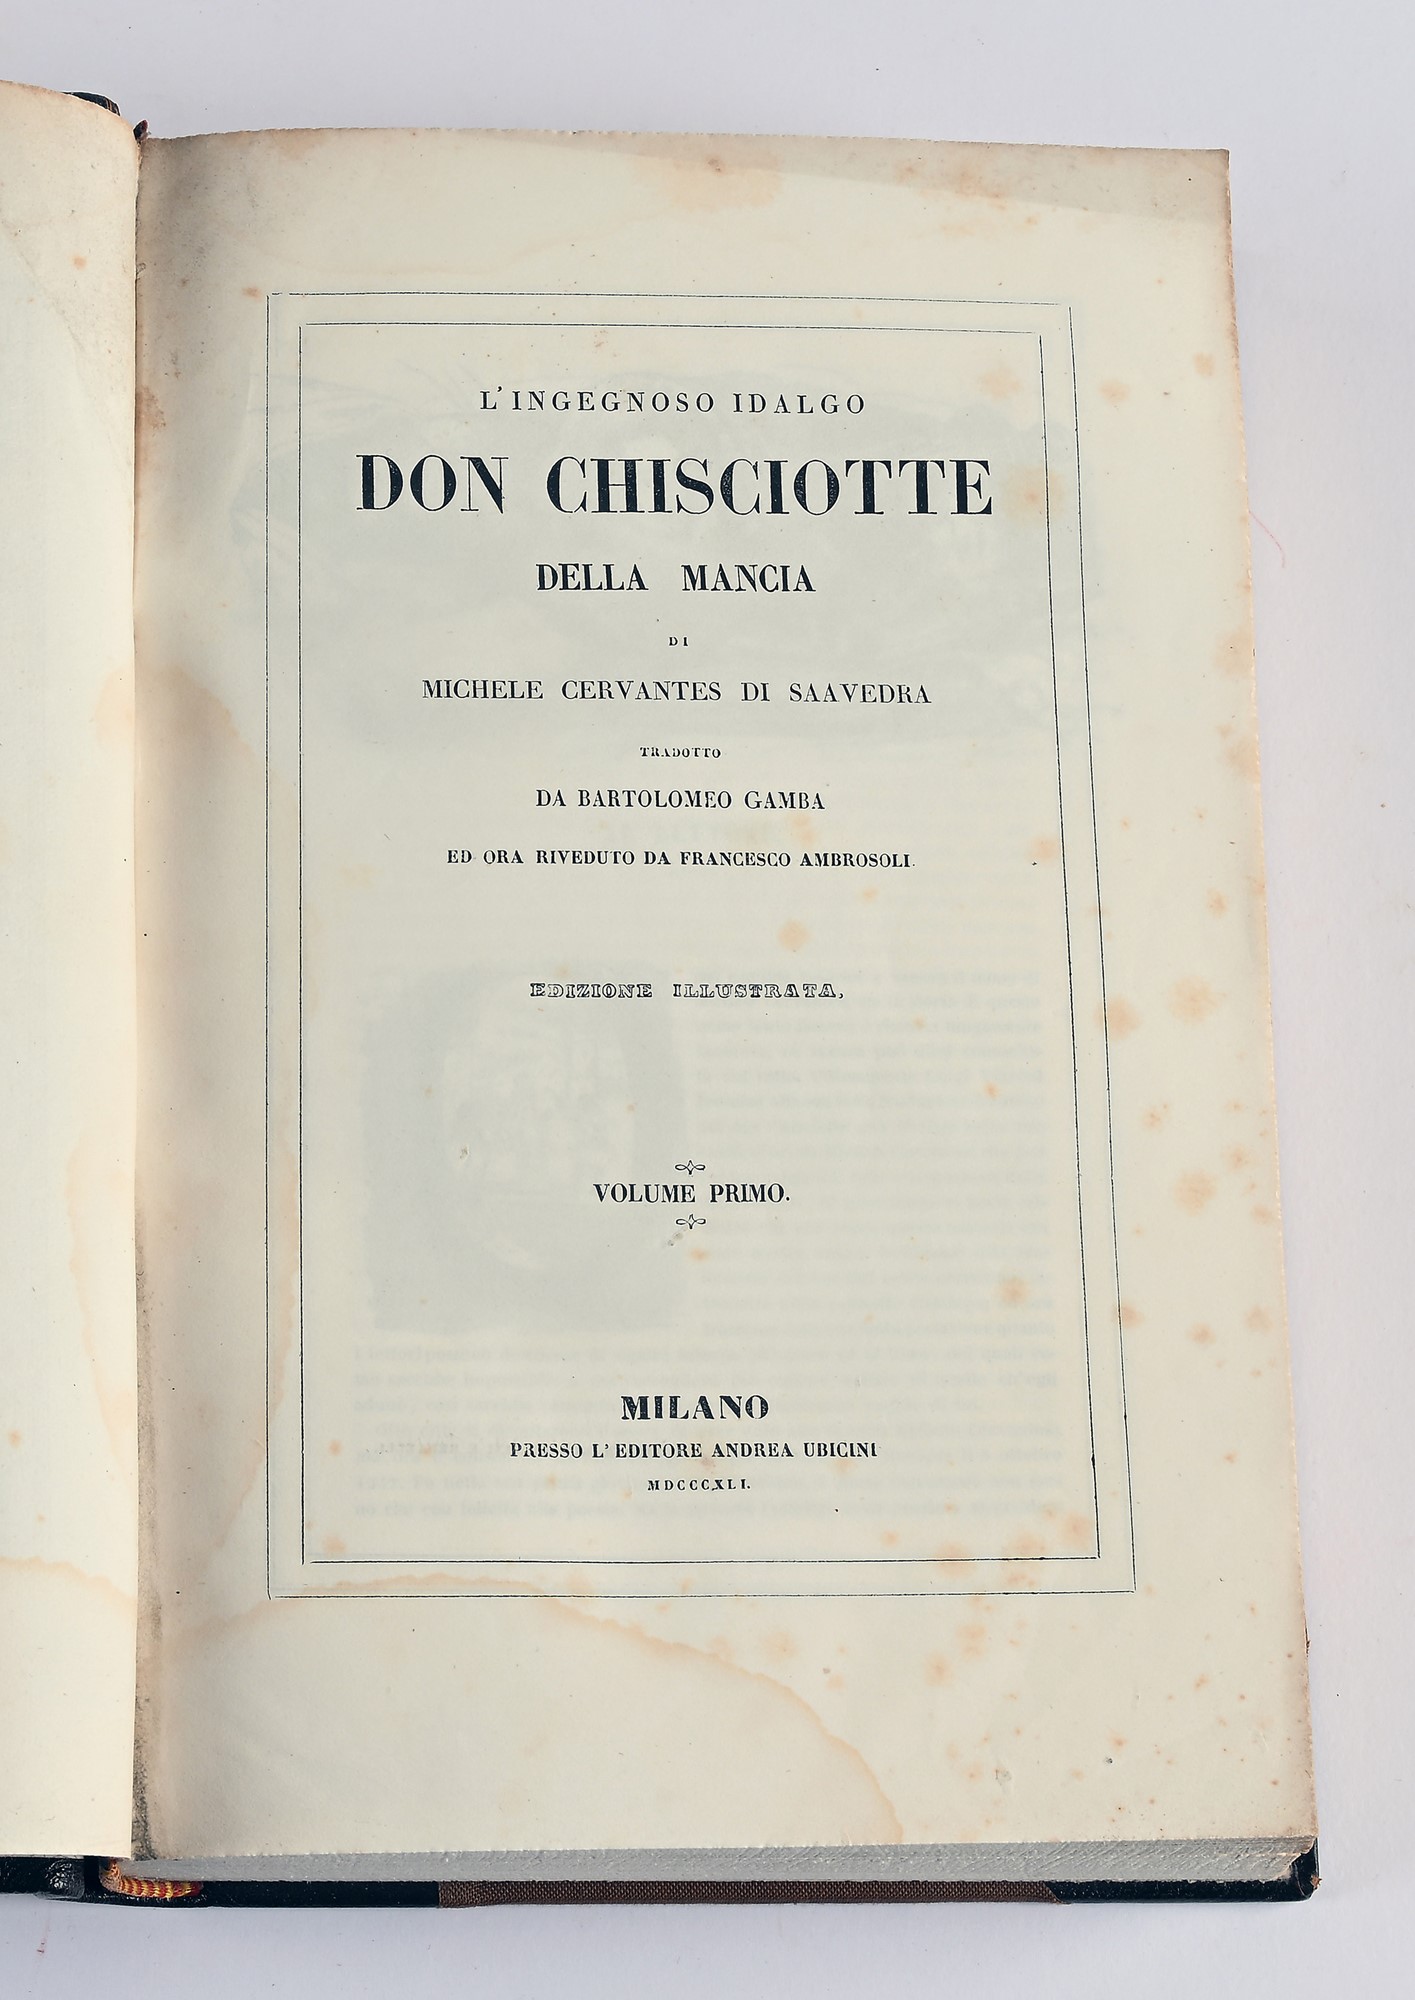 L'INGEGNOSO IDALGO
DON CHISCIOTTE
DELLA MANCIA
DI
MICHELE CERVANTES DI SAAVEDRA
TRADOTTO
DA BARTOLOMEO GAMBA
ED ORA RIVEDUTO DA FRANCESCO AMBROSOLI.
EDIZIONE ILLUSTRATA,
VOLUME PRIMO.
MILANO
PRESSO L'EDITORE ANDREA UBICINI
MDCCCXLI.